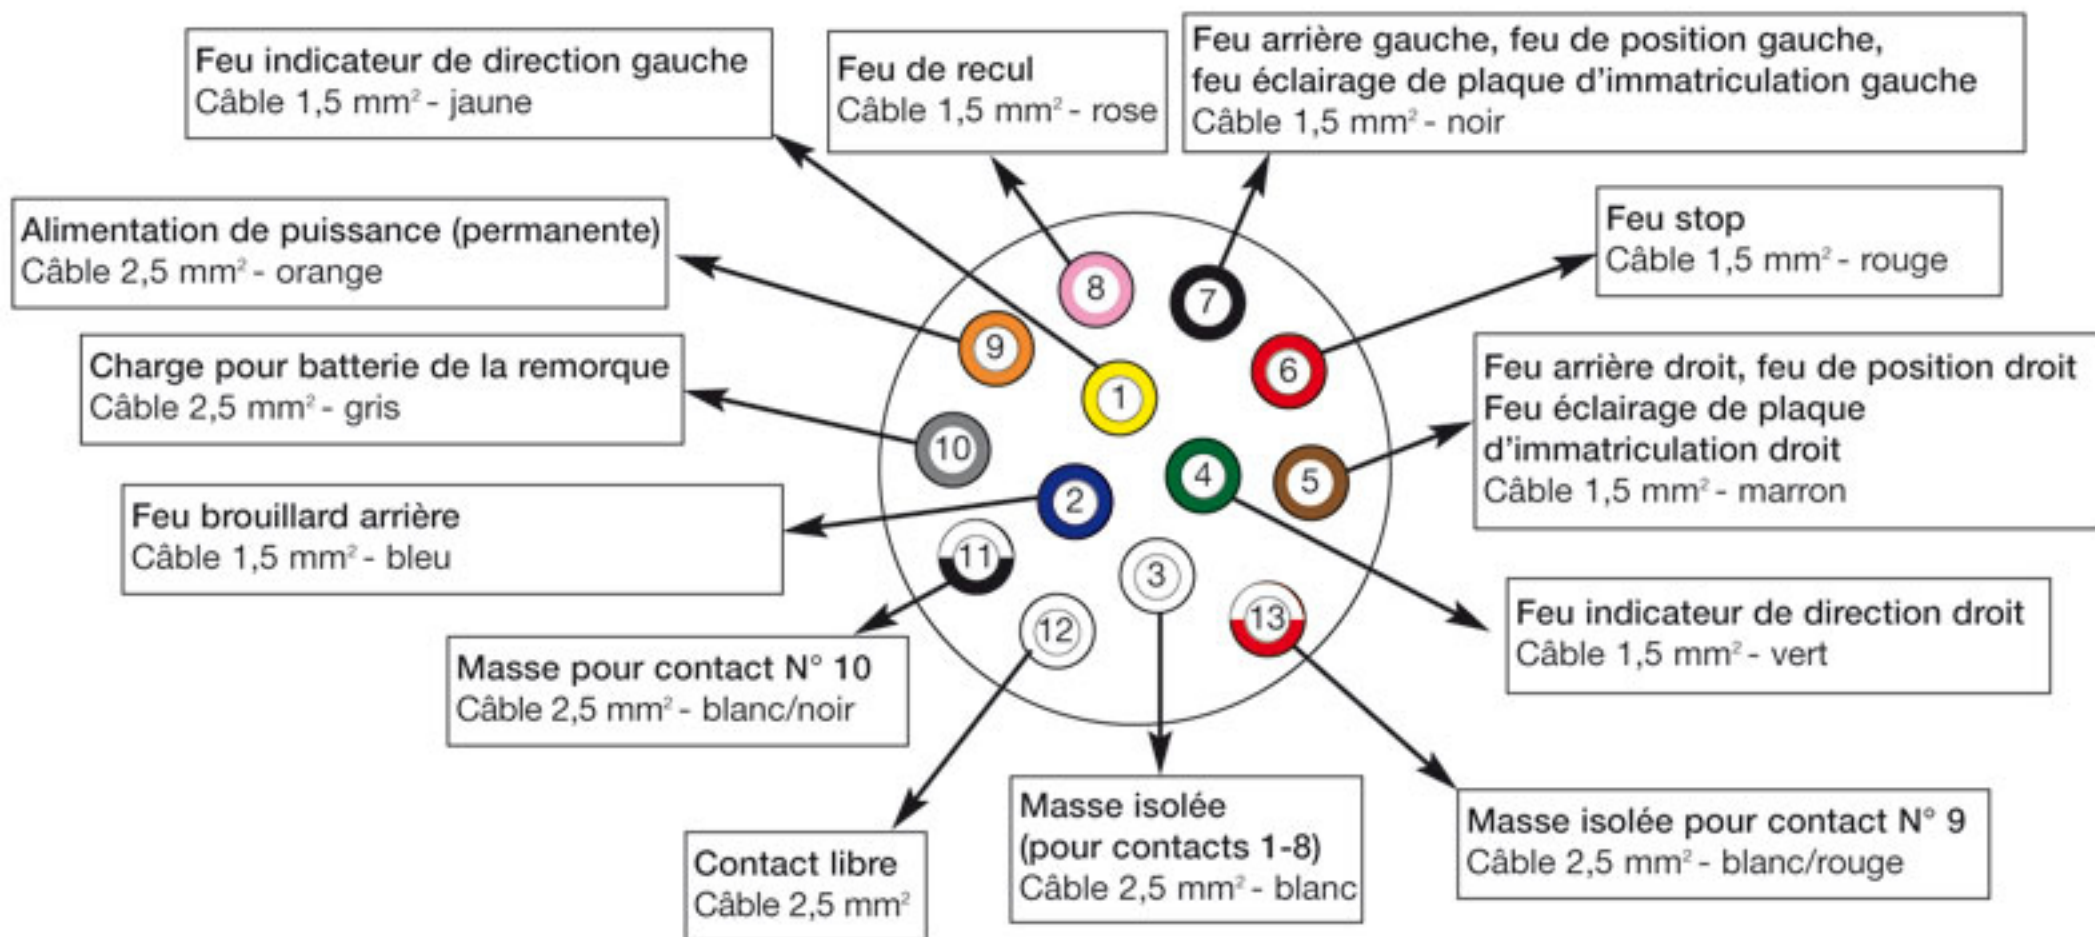 Feu indicateur de direction gauche
Câble 1,5 mm² - jaune
Feu de recul
Câble 1,5 mm² - rose
Feu arrière gauche, feu de position gauche,
feu éclairage de plaque d'immatriculation gauche
Câble 1,5 mm² - noir
Alimentation de puissance (permanente)
Câble 2,5 mm² - orange
Feu stop
Câble 1,5 mm² - rouge
Charge pour batterie de la remorque
Câble 2,5 mm² - gris
Feu arrière droit, feu de position droit
Feu éclairage de plaque
d'immatriculation droit
Câble 1,5 mm² - marron
Feu brouillard arrière
Câble 1,5 mm² - bleu
8
7
9
6
1
10
4
5
2
11
3
12
13
Feu indicateur de direction droit
Câble 1,5 mm² - vert
Masse pour contact N° 10
Câble 2,5 mm² - blanc/noir
Contact libre
Câble 2,5 mm²
Masse isolée
(pour contacts 1-8)
Câble 2,5 mm² - blanc
Masse isolée pour contact N° 9
Câble 2,5 mm² - blanc/rouge